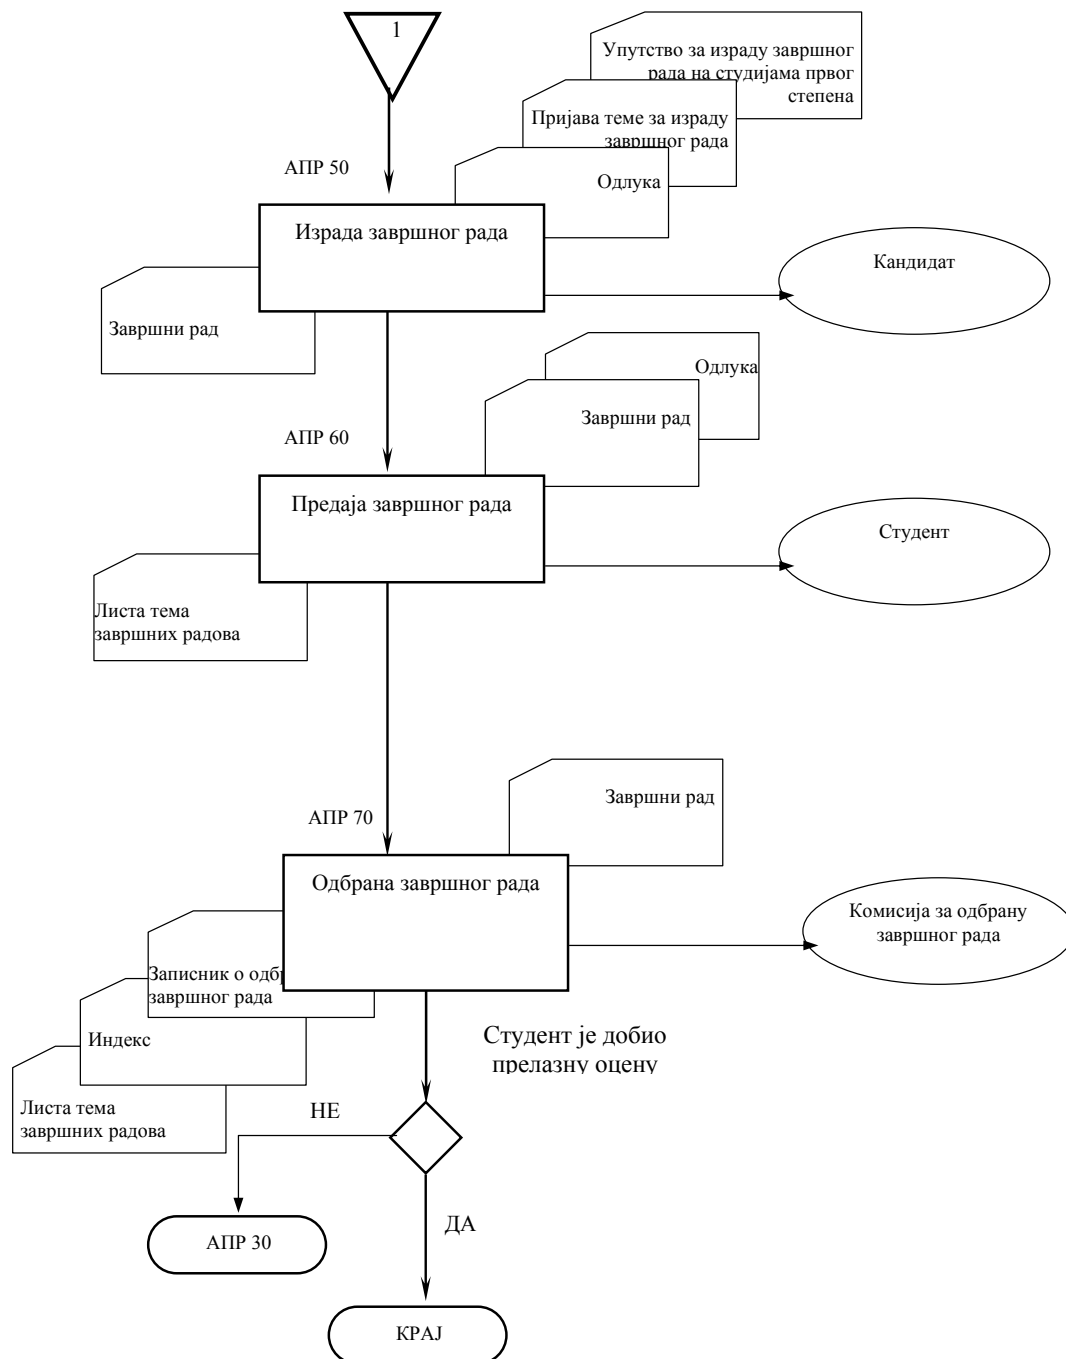 1
Упутство за израду завршног
рада на студијама првог
степена
Пријава теме за израду
завршног рада
АПР 50
Одлука
Израда завршног рада
Кандидат
Завршни рад
Одлука
Завршни рад
АПР 60
Предаја завршног рада
Студент
Листа тема
завршних радова
Завршни рад
АПР 70
Одбрана завршног рада
Комисија за одбрану
завршног рада
Записник о одб
завршног рада
Индекс
Студент је добио
прелазну оцену
Листа тема
завршних радова
НЕ
АПР 30
ДА
КРАЈ